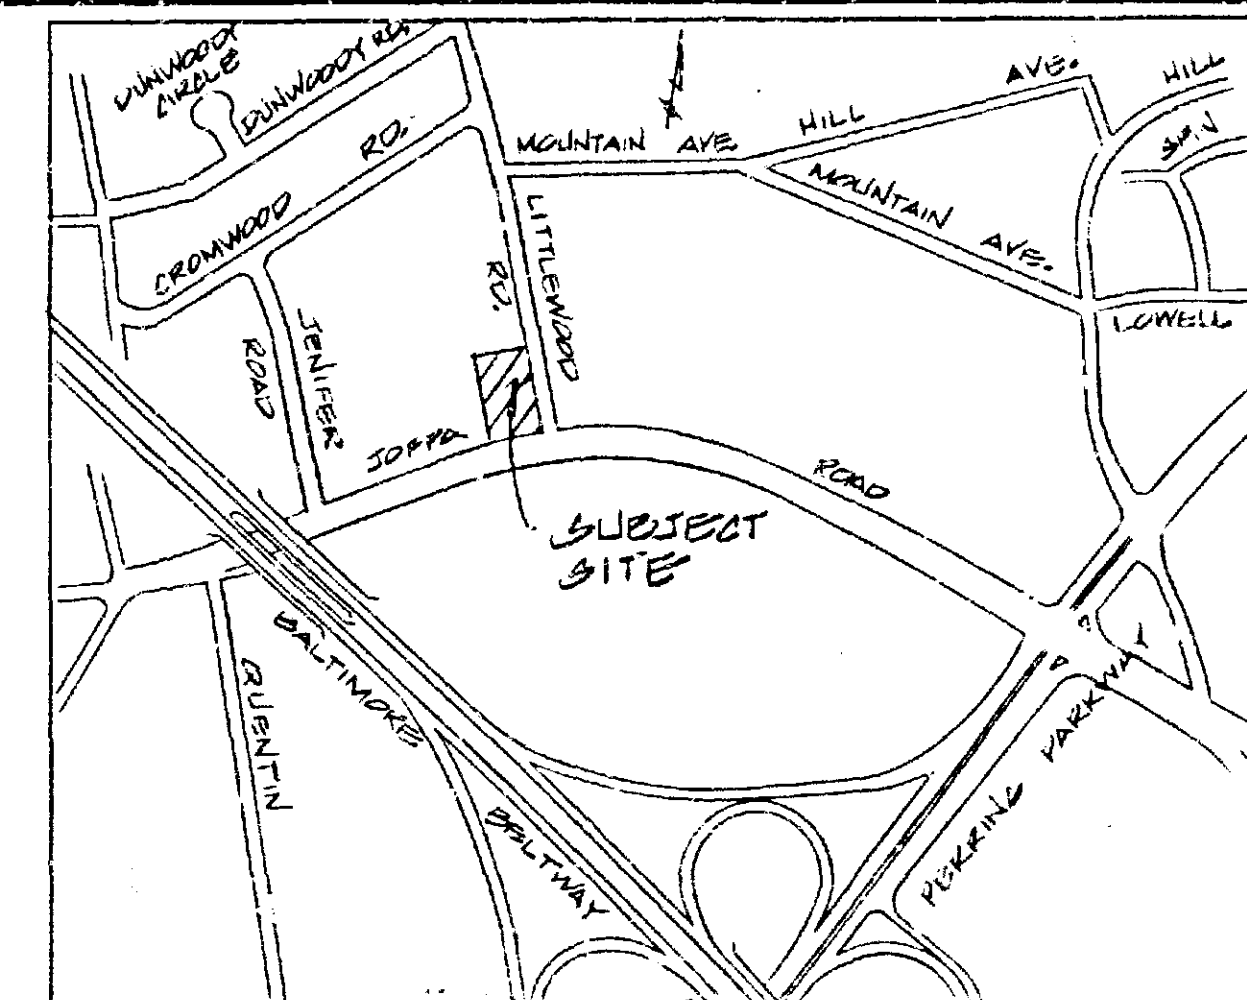 DUNWOODY
CIRCLE
DUNWOODY RD.
CROMWOOD RD.
MOUNTAIN AVE.
HILL AVE.
HILL
MOUNTAIN AVE.
LITTLEWOOD
RD.
JENIFER
ROAD
LOWELL
JOPPA ROAD
SUBJECT
SITE
BALTIMORE
BELTWAY
QUENTIN
PERRING PARKWAY